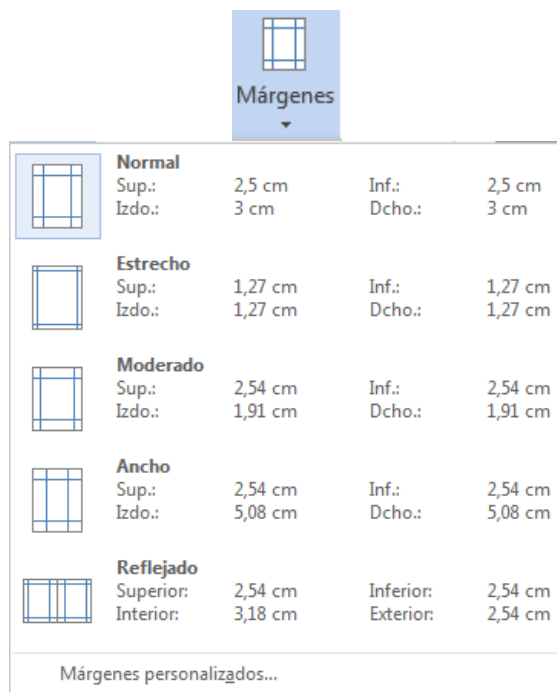 Márgenes
Normal
Sup.: 2,5 cm Inf.: 2,5 cm
Izdo.: 3 cm Dcho.: 3 cm
Estrecho
Sup.: 1,27 cm Inf.: 1,27 cm
Izdo.: 1,27 cm Dcho.: 1,27 cm
Moderado
Sup.: 2,54 cm Inf.: 2,54 cm
Izdo.: 1,91 cm Dcho.: 1,91 cm
Ancho
Sup.: 2,54 cm Inf.: 2,54 cm
Izdo.: 5,08 cm Dcho.: 5,08 cm
Reflejado
Superior: 2,54 cm Inferior: 2,54 cm
Interior: 3,18 cm Exterior: 2,54 cm
Márgenes personalizados...